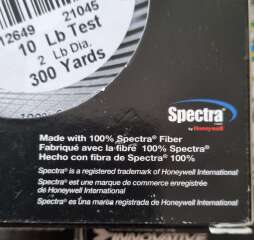 12649 21045
10 Lb Test
2 Lb Dia.
300 Yards
100%
Spectra
by Honeywell
Made with 100% Spectra® Fiber
Fabriqué avec la fibre 100% Spectra®
Hecho con fibra de Spectra® 100%
Spectra® is a registered trademark of Honeywell International
Spectra® est une marque de commerce enregistrée
de Honeywell International
Spectra® es una marca registrada de Honeywell International